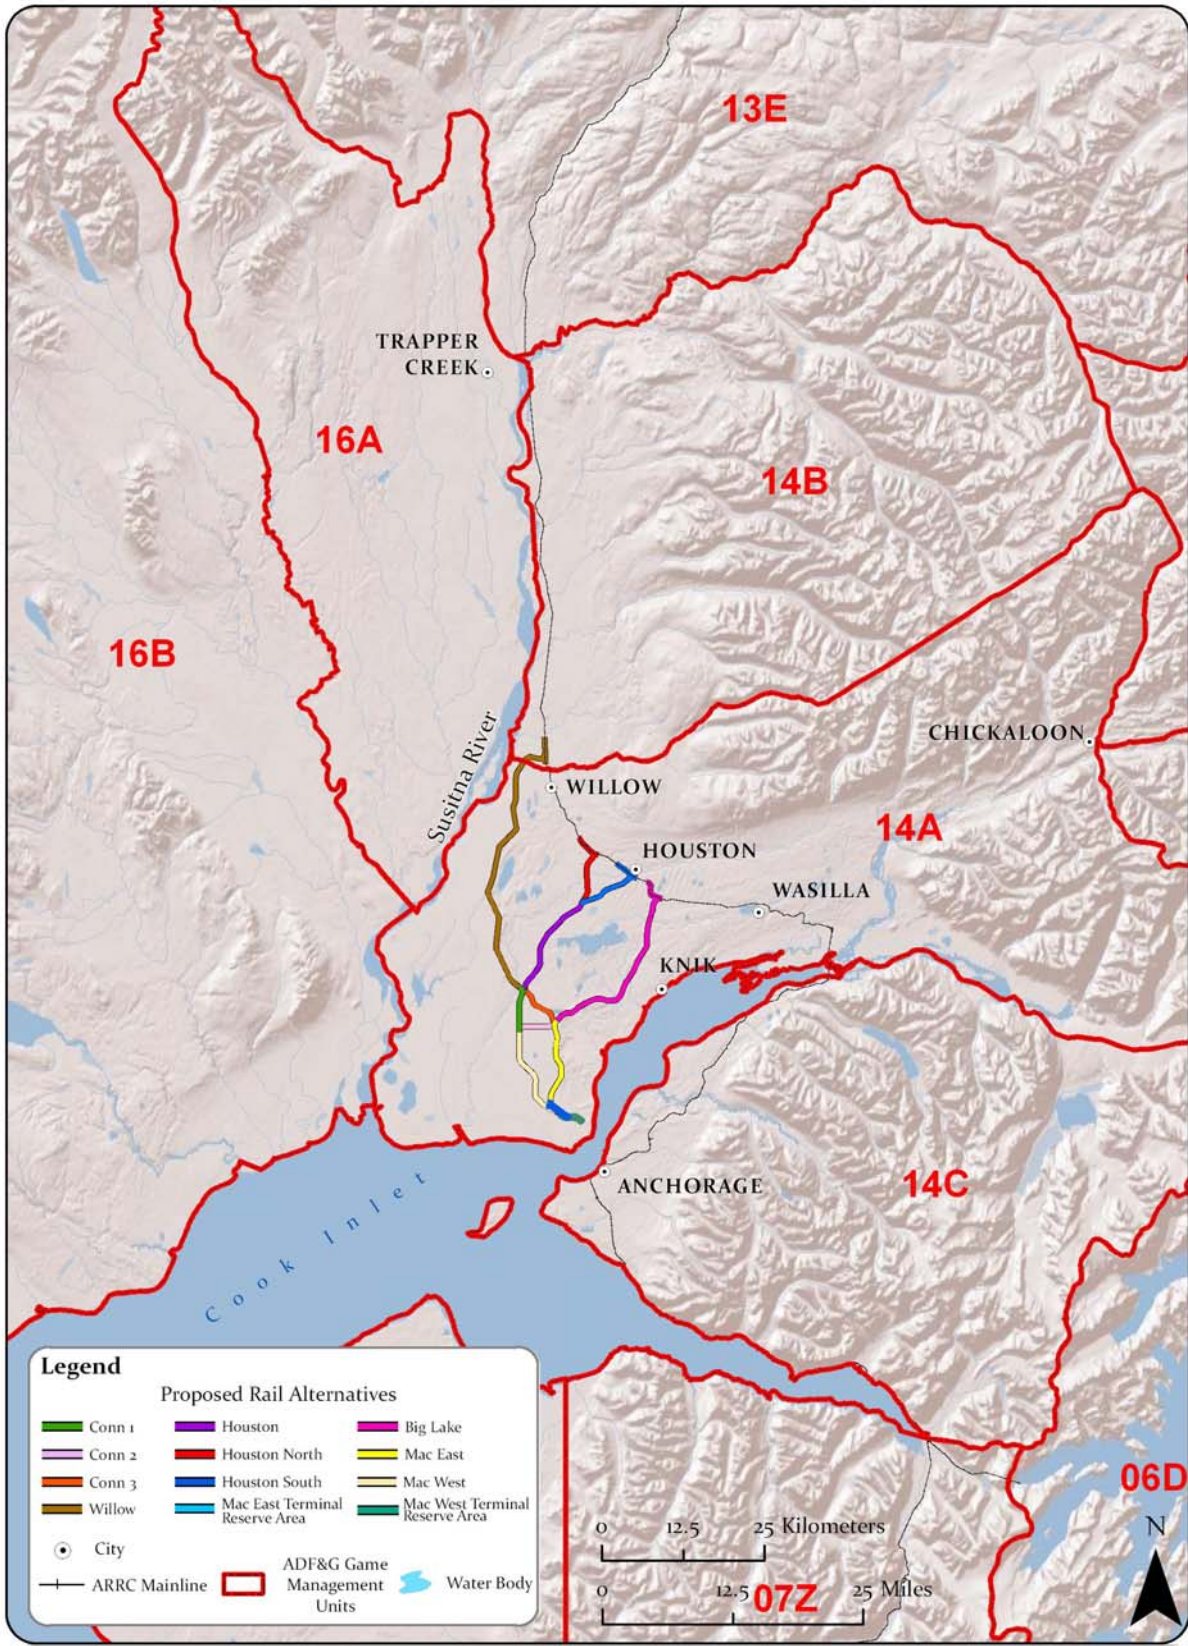 13E
TRAPPER
CREEK
16A
14B
16B
Susitna River
CHICKALOON
WILLOW
14A
HOUSTON
WASILLA
KNIK
ANCHORAGE
14C
Cook Inlet
Legend
Proposed Rail Alternatives
Conn 1
Houston
Big Lake
Conn 2
Houston North
Mac East
Conn 3
Houston South
Mac West
Willow
Mac East Terminal
Reserve Area
Mac West Terminal
Reserve Area
City
ARRC Mainline
ADF&G Game
Management
Units
Water Body
06D
0 12.5 25 Kilometers
N
0 12.5 25 Miles
07Z